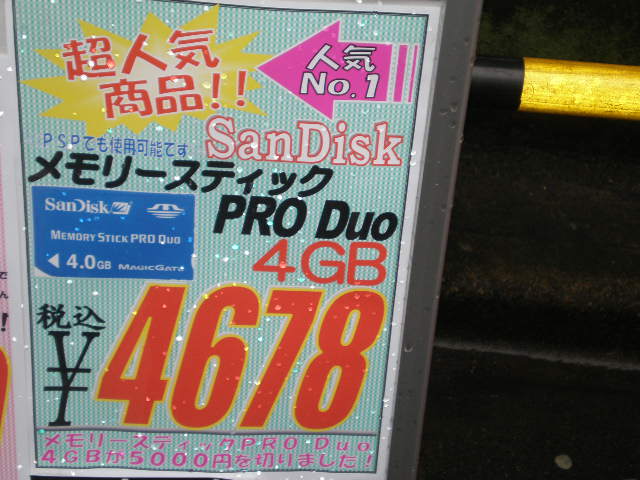 超人気
商品!!
人気
No.1
PSPでも使用可能です
SanDisk
メモリースティック
PRO Duo
SanDisk
MEMORY STICK PRO DUO
4.0GB MAGICGATE
4GB
税込
¥4678
メモリースティックPRO Duo
4GBが5000円を切りました!